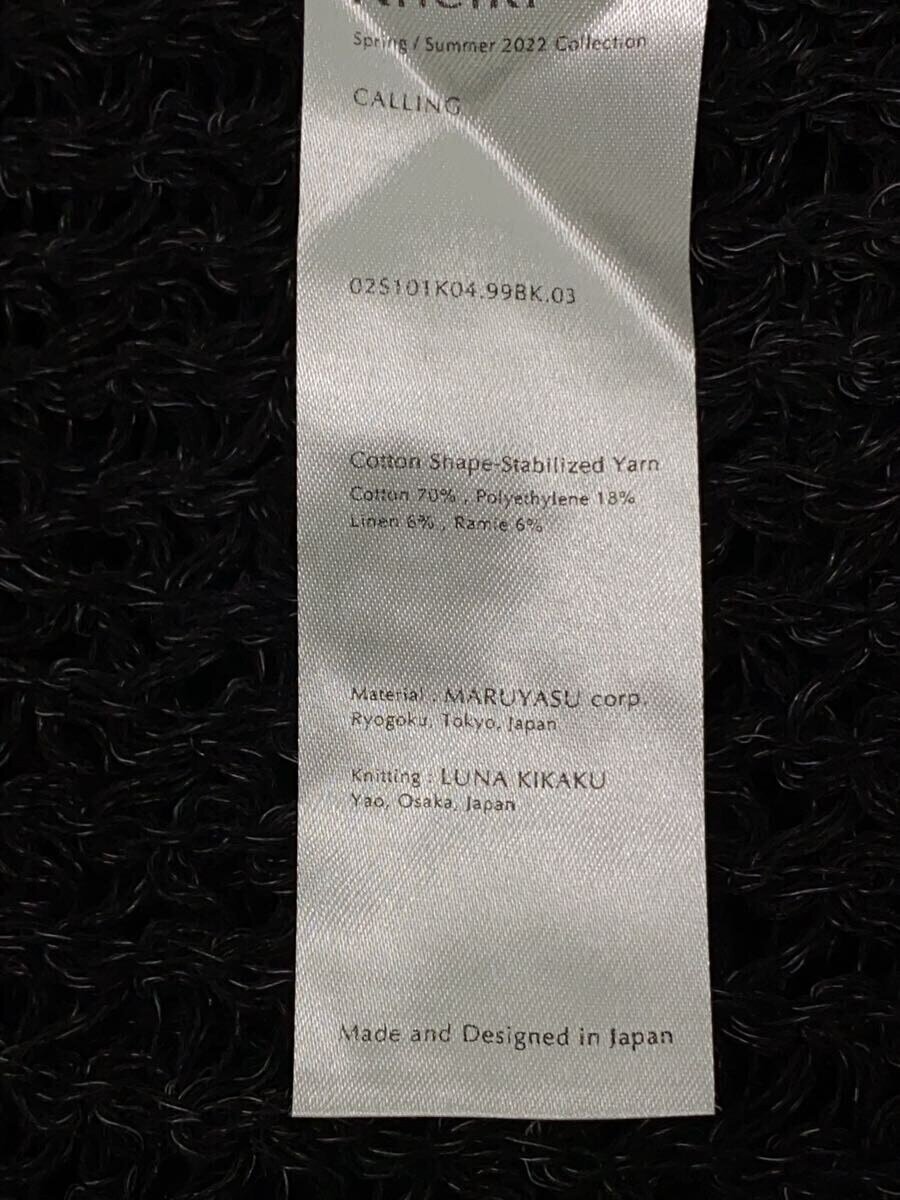 Spring / Summer 2022 Collection
CALLING
02S101K04.99BK.03
Cotton Shape-Stabilized Yarn
Cotton 70% , Polyethylene 18%
Linen 6% , Ramie 6%
Material : MARUYASU corp.
Ryogoku, Tokyo, Japan
Knitting : LUNA KIKAKU
Yao, Osaka, Japan
Made and Designed in Japan